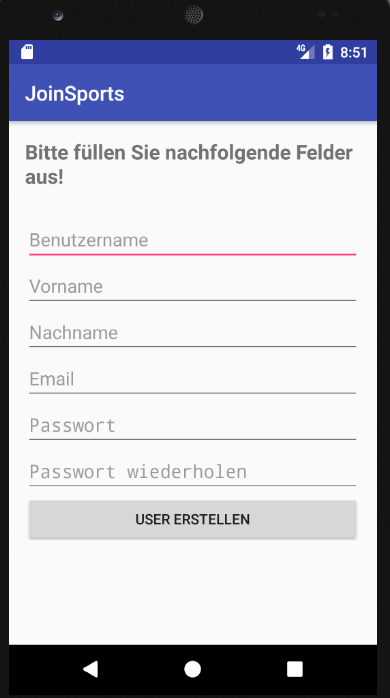 4G 8:51
JoinSports
Bitte füllen Sie nachfolgende Felder
aus!
Benutzername
Vorname
Nachname
Email
Passwort
Passwort wiederholen
USER ERSTELLEN